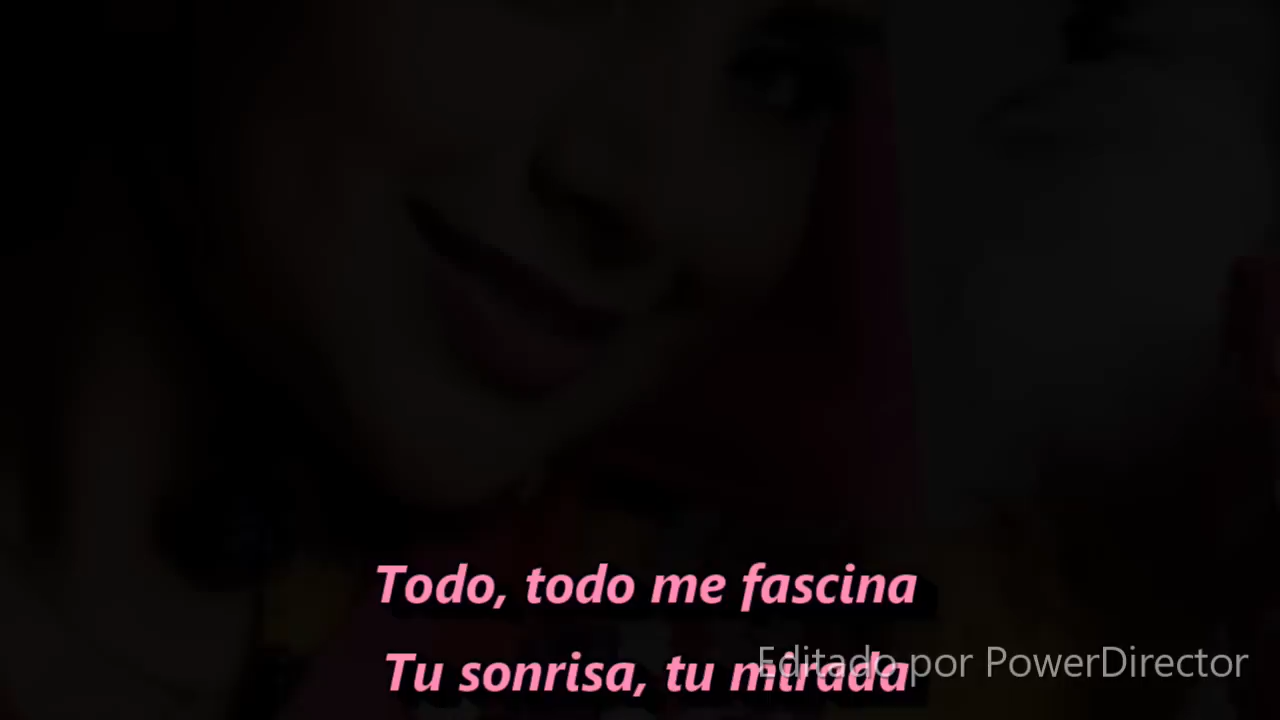 Todo, todo me fascina
Tu sonrisa, tu mirada
Editado por PowerDirector